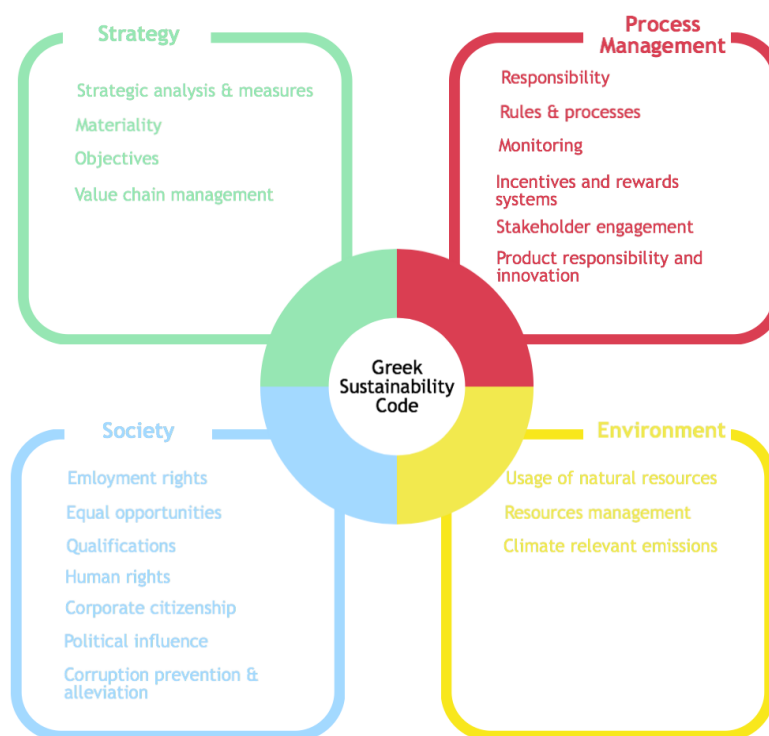 Strategy
Strategic analysis & measures
Materiality
Objectives
Value chain management
Process
Management
Responsibility
Rules & processes
Monitoring
Incentives and rewards
systems
Stakeholder engagement
Product responsibility and
innovation
Greek
Sustainability
Code
Society
Emloyment rights
Equal opportunities
Qualifications
Human rights
Corporate citizenship
Political influence
Corruption prevention &
alleviation
Environment
Usage of natural resources
Resources management
Climate relevant emissions